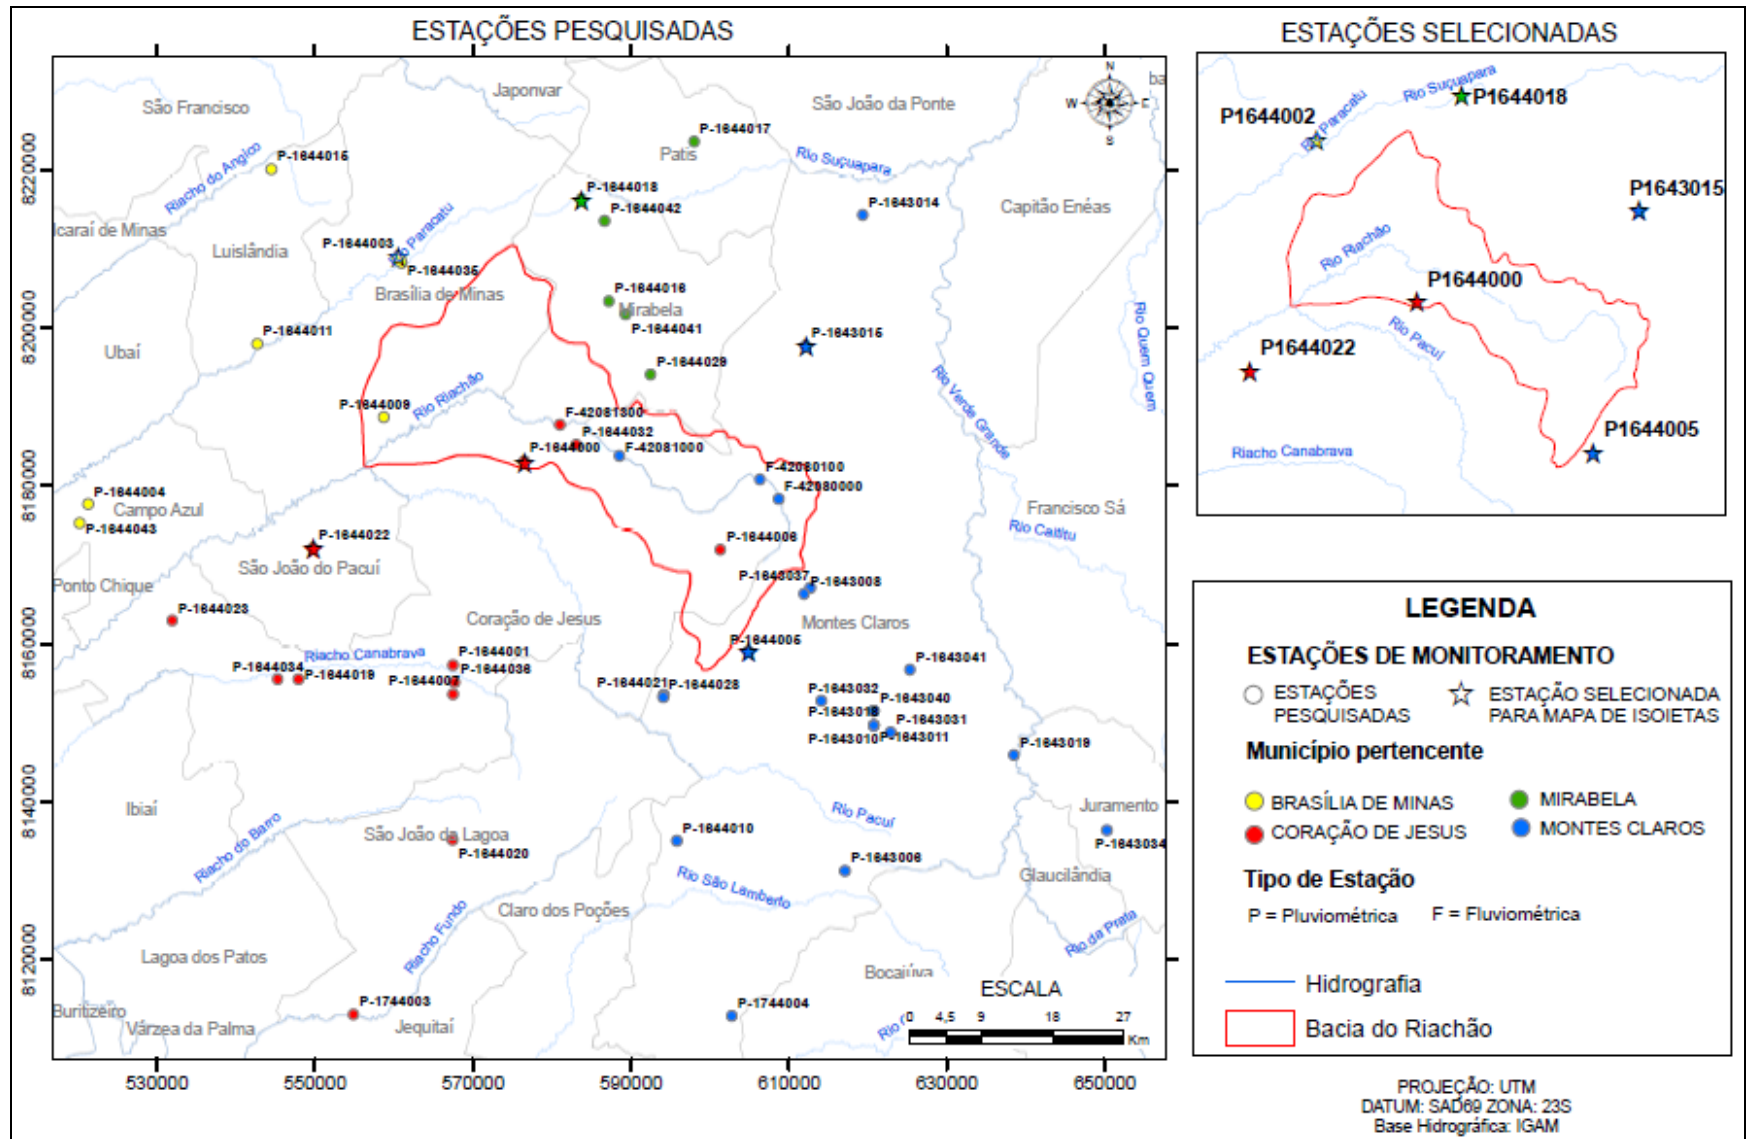 ESTAÇÕES PESQUISADAS
São Francisco
Japonvar
São João da Ponte
ba
N
W
E
S
P-1644017
Patis
Rio Suçuapara
P-1644015
Riacho do Angico
P-1644018
P-1644042
P-1643014
Capitão Enéas
Icaraí de Minas
Luislândia
P-1644003
Paracatu
P-1644035
Brasília de Minas
P-1644016
Mirabela
P-1644041
P-1644011
P-1643015
Ubaí
P-1644029
Rio Quem Quem
Rio Verde Grande
P-1644009
Rio Riachão
F-42081300
P-1644032
P-1644000
F-42081000
F-42080100
F-42080000
P-1644004
Campo Azul
P-1644043
Francisco Sá
Rio Caititu
P-1644022
São João do Pacuí
P-1644006
P-1643037
P-1643008
Ponto Chique
P-1644023
Coração de Jesus
Montes Claros
P-1644005
Riacho Canabrava
P-1644001
P-1644034
P-1644019
P-1644007
P-1644036
P-1644021
P-1644028
P-1643041
P-1643032
P-1643040
P-1643018
P-1643031
P-1643010
P-1643011
P-1643019
Ibiaí
Riacho do Barro
São João da Lagoa
P-1644020
P-1644010
Rio Pacuí
Juramento
P-1643034
P-1643006
Glaucilândia
Rio São Lamberto
Claro dos Poções
Riacho Fundo
Rio da Prata
Lagoa dos Patos
Bocaiúva
Buritizeiro
Várzea da Palma
P-1744003
Jequitaí
P-1744004
ESCALA
0 4,5 9 18 27
Km
8220000
8200000
8180000
8160000
8140000
8120000
530000 550000 570000 590000 610000 630000 650000
ESTAÇÕES SELECIONADAS
Rio Suçuapara
P1644018
P1644002
Paracatu
P1643015
Rio Riachão
P1644000
Rio Pacuí
P1644022
P1644005
Riacho Canabrava
LEGENDA
ESTAÇÕES DE MONITORAMENTO
ESTAÇÕES
PESQUISADAS
ESTAÇÃO SELECIONADA
PARA MAPA DE ISOIETAS
Município pertencente
BRASÍLIA DE MINAS
MIRABELA
CORAÇÃO DE JESUS
MONTES CLAROS
Tipo de Estação
P = Pluviométrica F = Fluviométrica
Hidrografia
Bacia do Riachão
PROJEÇÃO: UTM
DATUM: SAD69 ZONA: 23S
Base Hidrográfica: IGAM